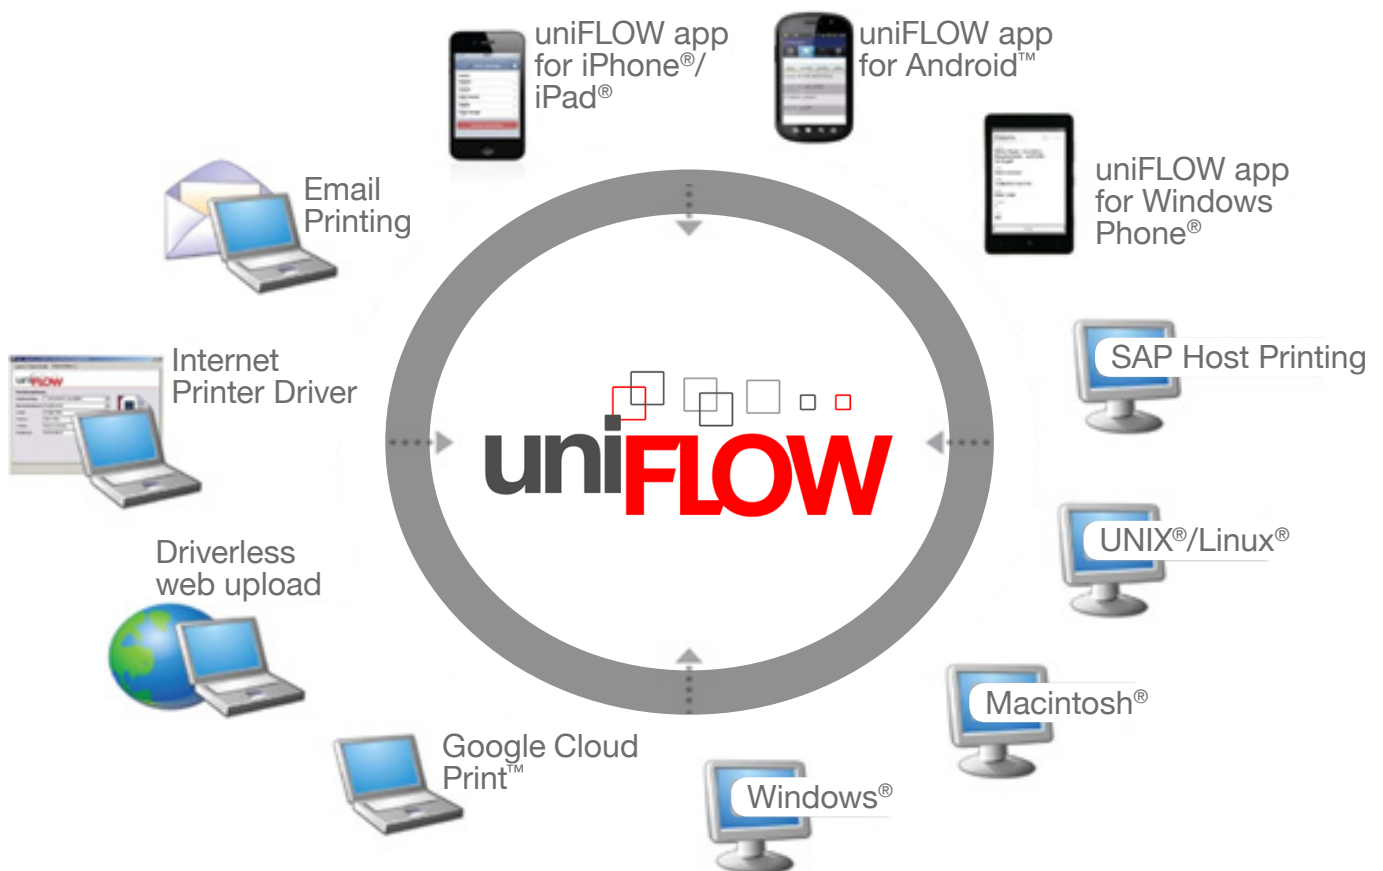 uniFLOW app
for iPhone®/
iPad®
uniFLOW app
for Android™
uniFLOW app
for Windows
Phone®
Email
Printing
SAP Host Printing
Internet
Printer Driver
uniFLOW
uniFLOW
UNIX®/Linux®
Driverless
web upload
Macintosh®
Google Cloud
Print™
Windows®